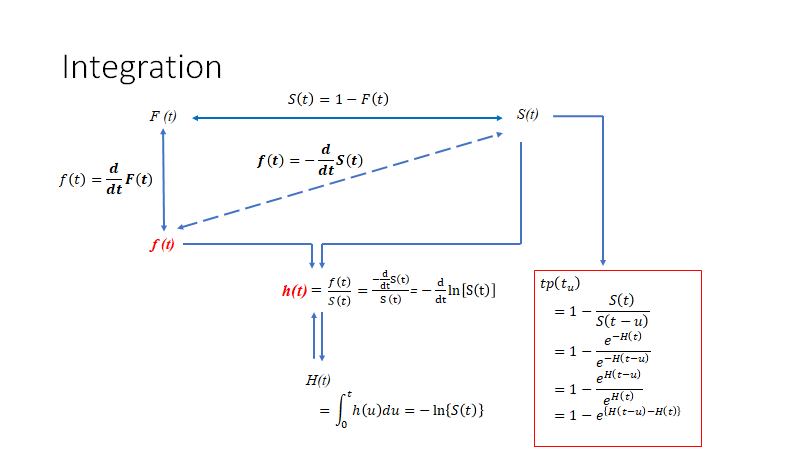 Integration
S(t) = 1 − F(t)
F (t)
S(t)
f(t) = d/dt F(t)
f(t) = − d/dt S(t)
f (t)
h(t) = f(t)/S(t) = (−d/dt S(t))/S(t) = − d/dt ln[S(t)]
H(t)
= ∫₀ᵗ h(u)du = − ln{S(t)}
tp(tᵤ)
= 1 − S(t)/S(t − u)
= 1 − e^{−H(t)}/e^{−H(t−u)}
= 1 − e^{H(t−u)}/e^{H(t)}
= 1 − e^{{H(t−u)−H(t)}}